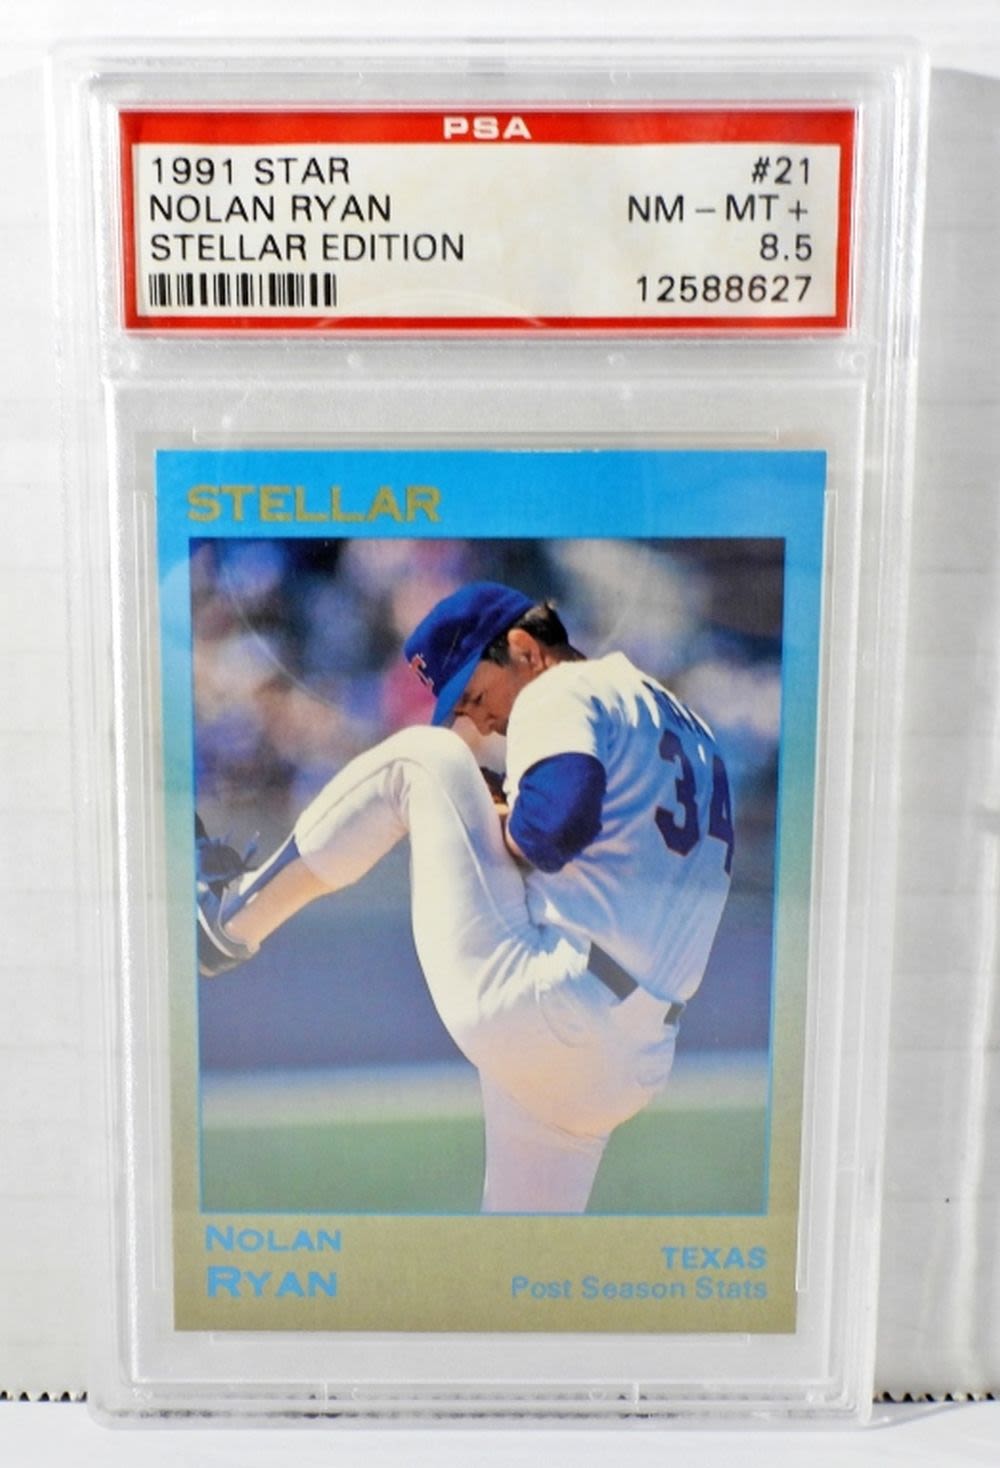 PSA
1991 STAR #21
NOLAN RYAN NM - MT +
STELLAR EDITION 8.5
12588627
STELLAR
T
34
NOLAN
RYAN
TEXAS
Post Season Stats